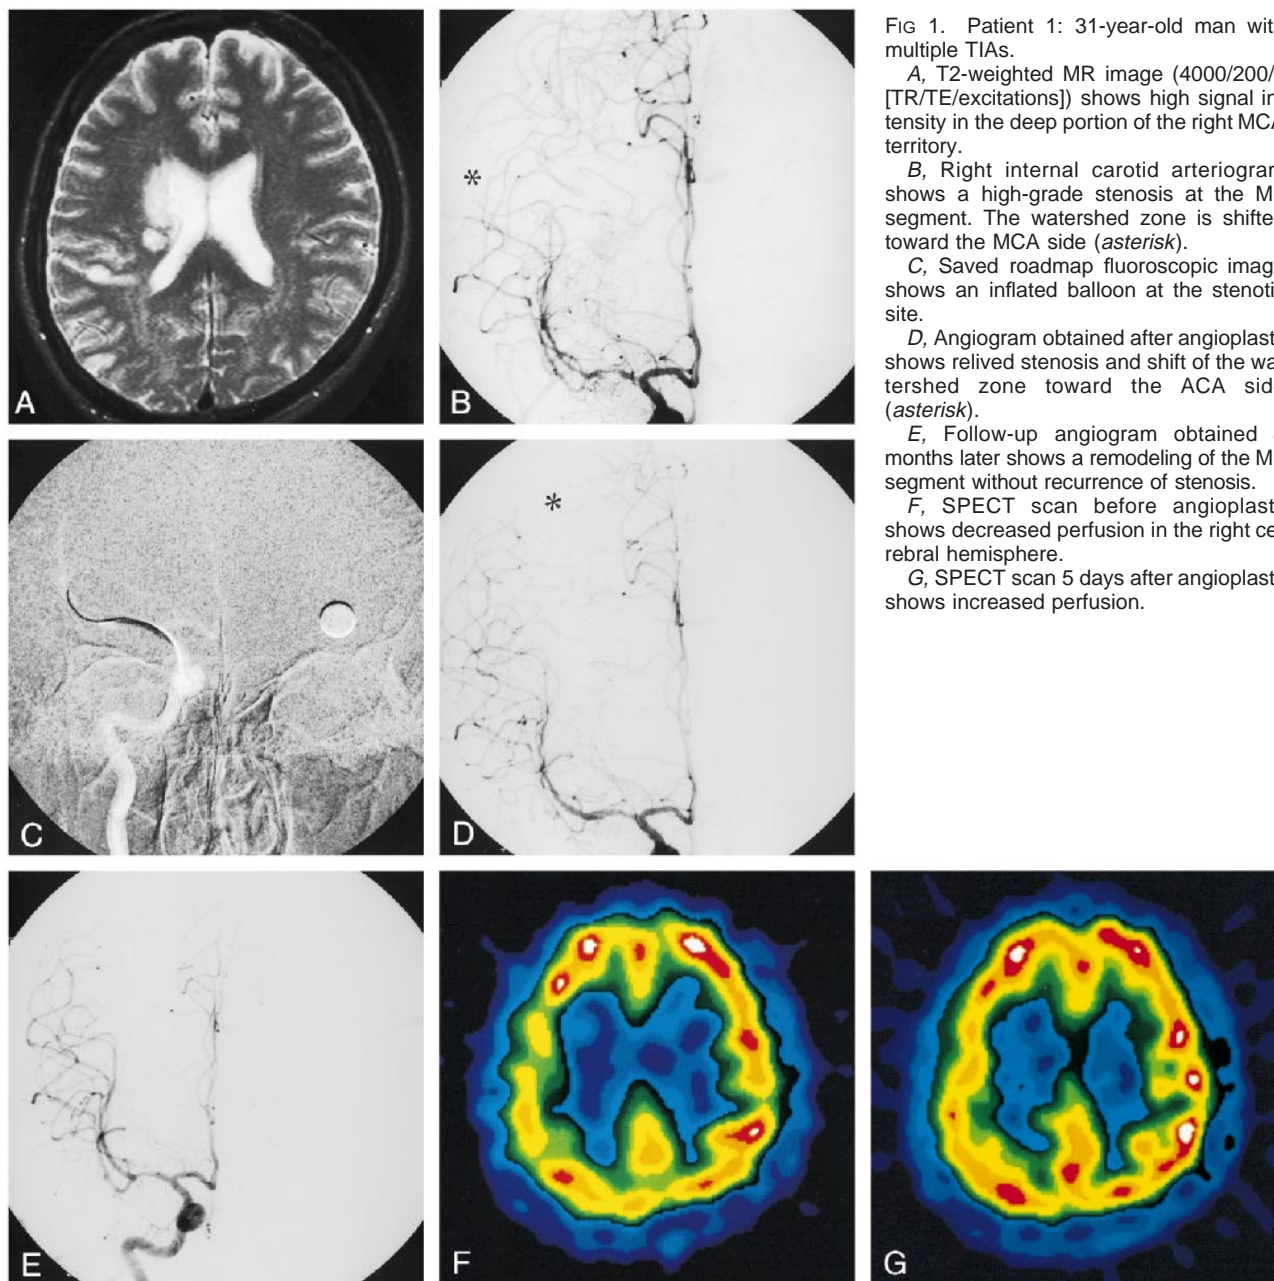 FIG 1. Patient 1: 31-year-old man wit
multiple TIAs.
A, T2-weighted MR image (4000/200/
[TR/TE/excitations]) shows high signal in
tensity in the deep portion of the right MCA
territory.
B, Right internal carotid arteriogram
shows a high-grade stenosis at the M
segment. The watershed zone is shifte
toward the MCA side (asterisk).
C, Saved roadmap fluoroscopic imag
shows an inflated balloon at the stenoti
site.
D, Angiogram obtained after angioplast
shows relived stenosis and shift of the wa
tershed zone toward the ACA sid
(asterisk).
E, Follow-up angiogram obtained
months later shows a remodeling of the M
segment without recurrence of stenosis.
F, SPECT scan before angioplast
shows decreased perfusion in the right ce
rebral hemisphere.
G, SPECT scan 5 days after angioplast
shows increased perfusion.
A
*
B
C
*
D
E
F
G